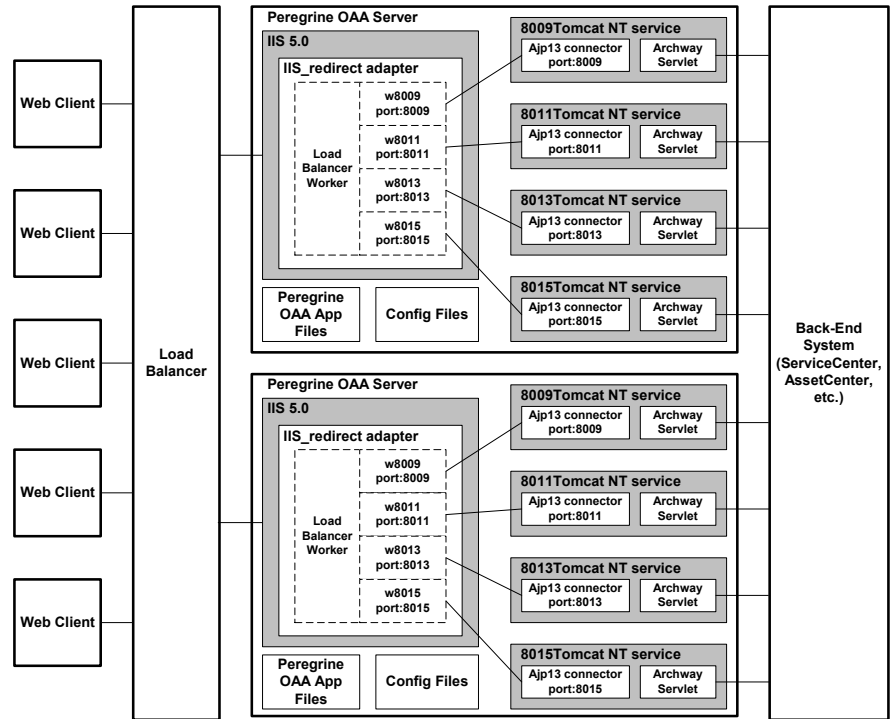 Web Client
Web Client
Web Client
Web Client
Web Client
Load
Balancer
Peregrine OAA Server
IIS 5.0
IIS_redirect adapter
Load
Balancer
Worker
w8009
port:8009
w8011
port:8011
w8013
port:8013
w8015
port:8015
Peregrine
OAA App
Files
Config Files
8009Tomcat NT service
Ajp13 connector
port:8009
Archway
Servlet
8011Tomcat NT service
Ajp13 connector
port:8011
Archway
Servlet
8013Tomcat NT service
Ajp13 connector
port:8013
Archway
Servlet
8015Tomcat NT service
Ajp13 connector
port:8015
Archway
Servlet
Peregrine OAA Server
IIS 5.0
IIS_redirect adapter
Load
Balancer
Worker
w8009
port:8009
w8011
port:8011
w8013
port:8013
w8015
port:8015
Peregrine
OAA App
Files
Config Files
8009Tomcat NT service
Ajp13 connector
port:8009
Archway
Servlet
8011Tomcat NT service
Ajp13 connector
port:8011
Archway
Servlet
8013Tomcat NT service
Ajp13 connector
port:8013
Archway
Servlet
8015Tomcat NT service
Ajp13 connector
port:8015
Archway
Servlet
Back-End
System
(ServiceCenter,
AssetCenter,
etc.)